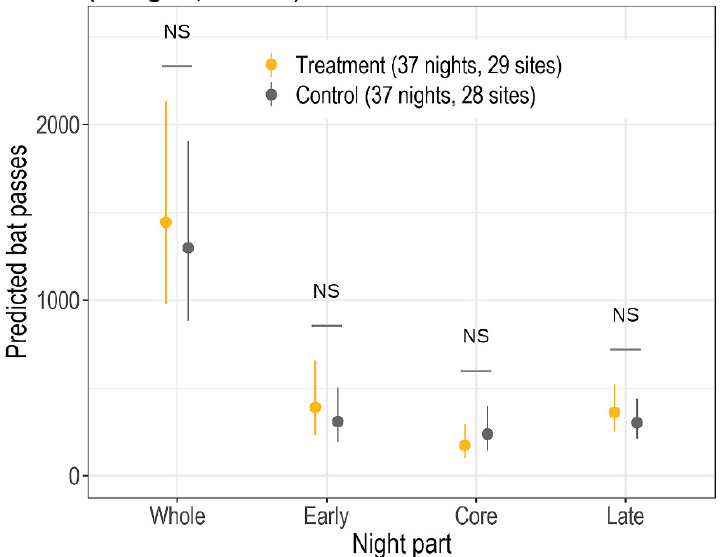 NS
Treatment (37 nights, 29 sites)
Control (37 nights, 28 sites)
2000
Predicted bat passes
1000
NS
NS
NS
0
Whole Early Core Late
Night part